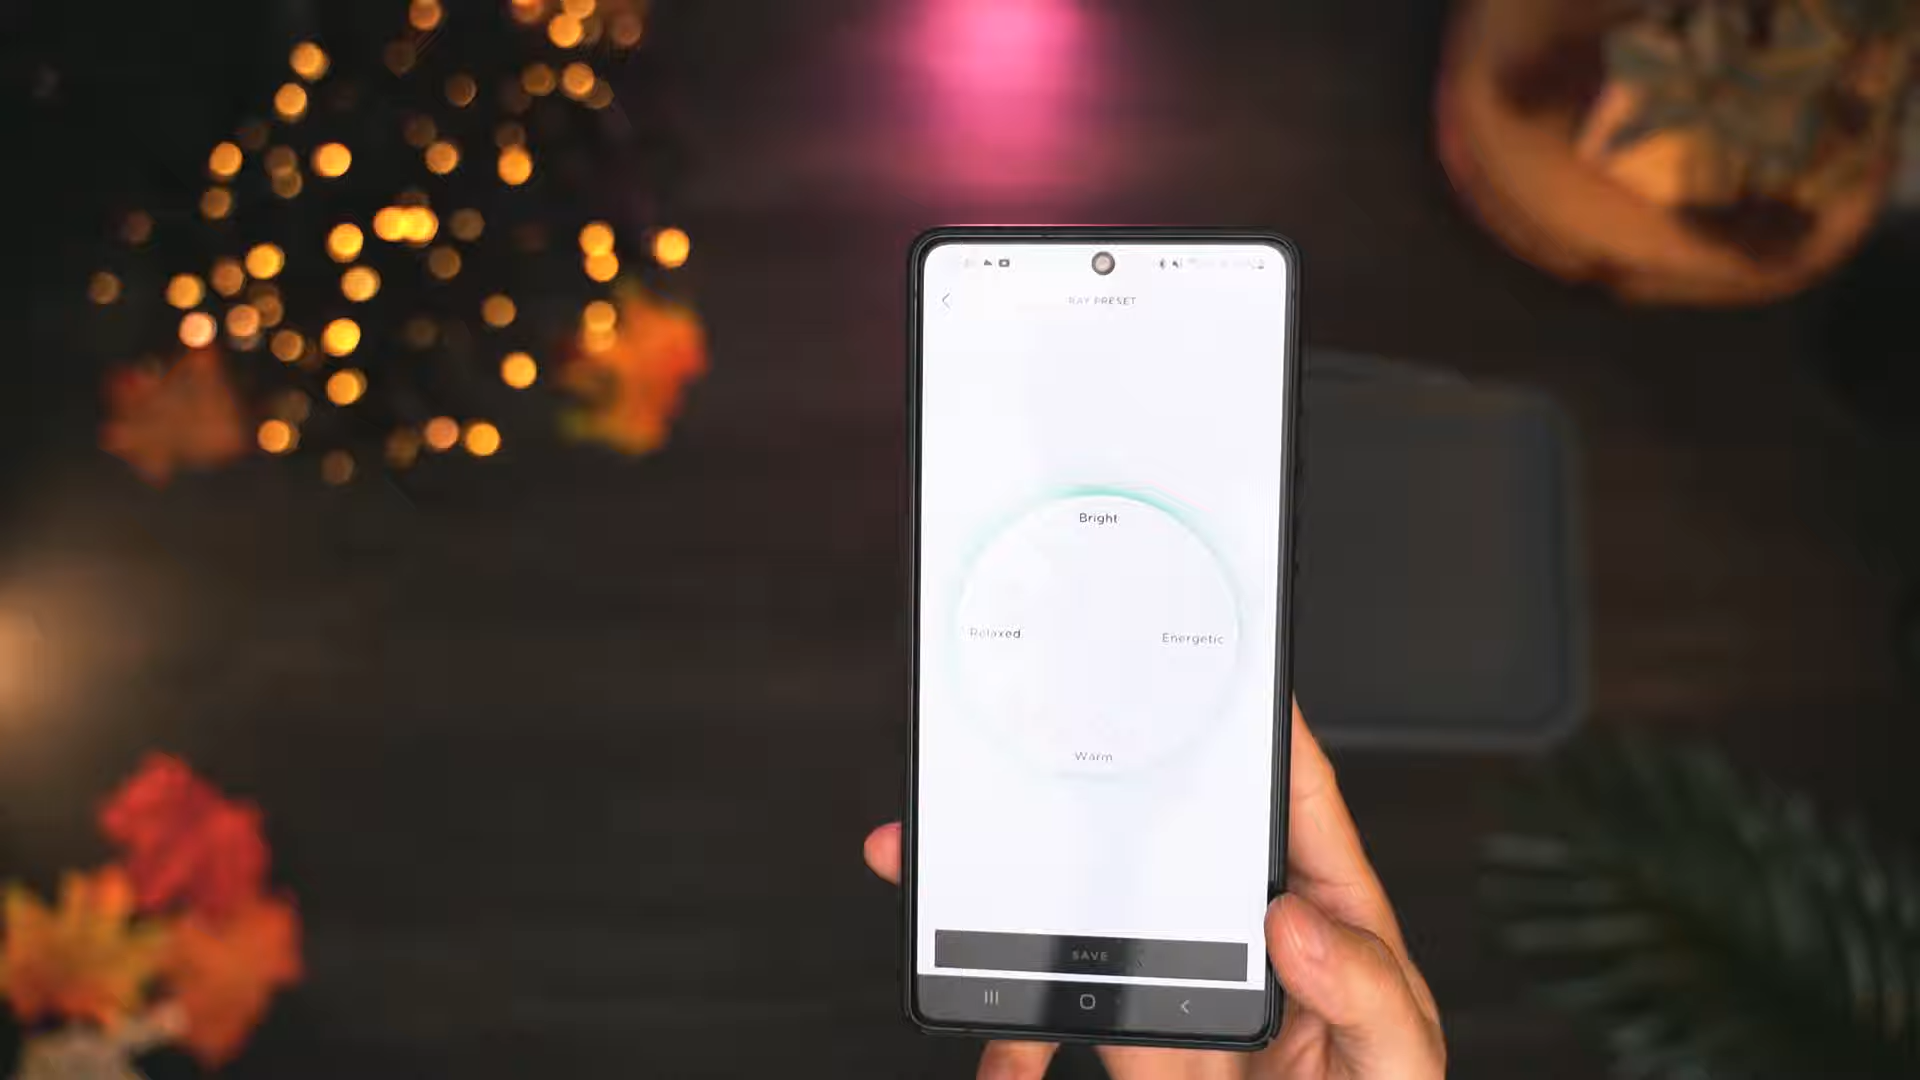 RAY PRESET
Bright
Relaxed
Energetic
Warm
SAVE